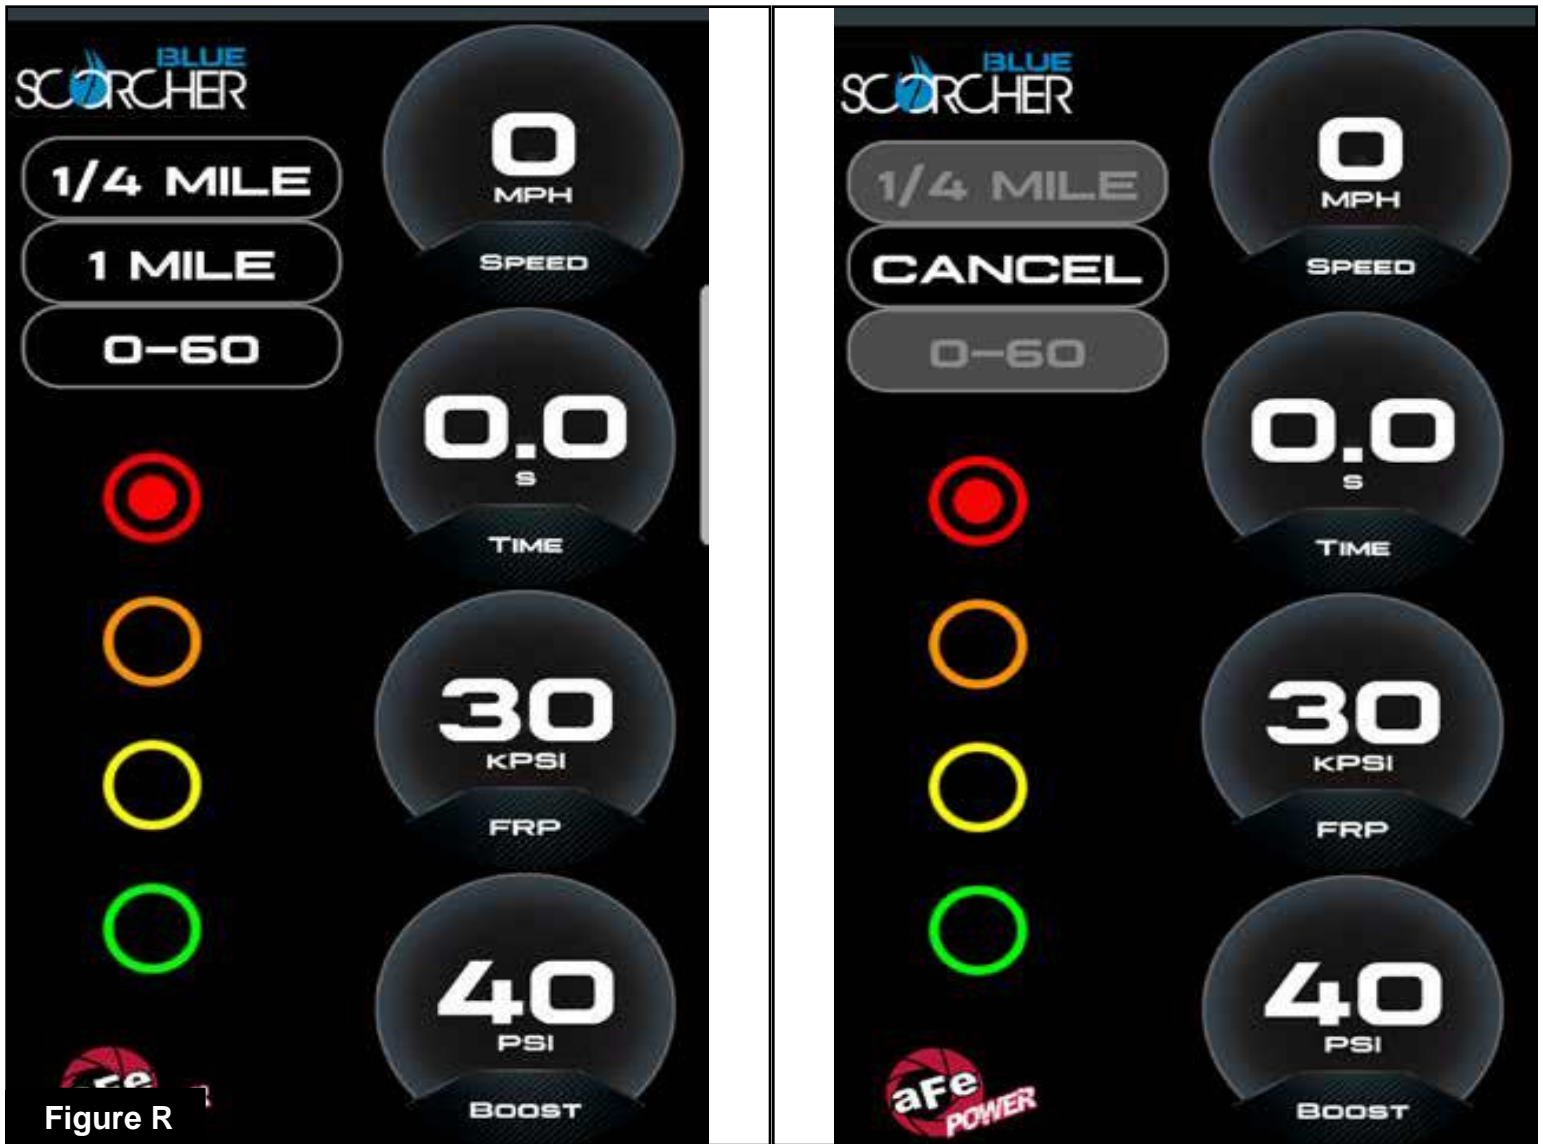 BLUE
SCORCHER
1/4 MILE
1 MILE
0-60
0
MPH
SPEED
0.0
S
TIME
30
KPSI
FRP
40
PSI
BOOST
aFe
Figure R
BLUE
SCORCHER
1/4 MILE
CANCEL
0-60
0
MPH
SPEED
0.0
S
TIME
30
KPSI
FRP
40
PSI
BOOST
aFe
POWER